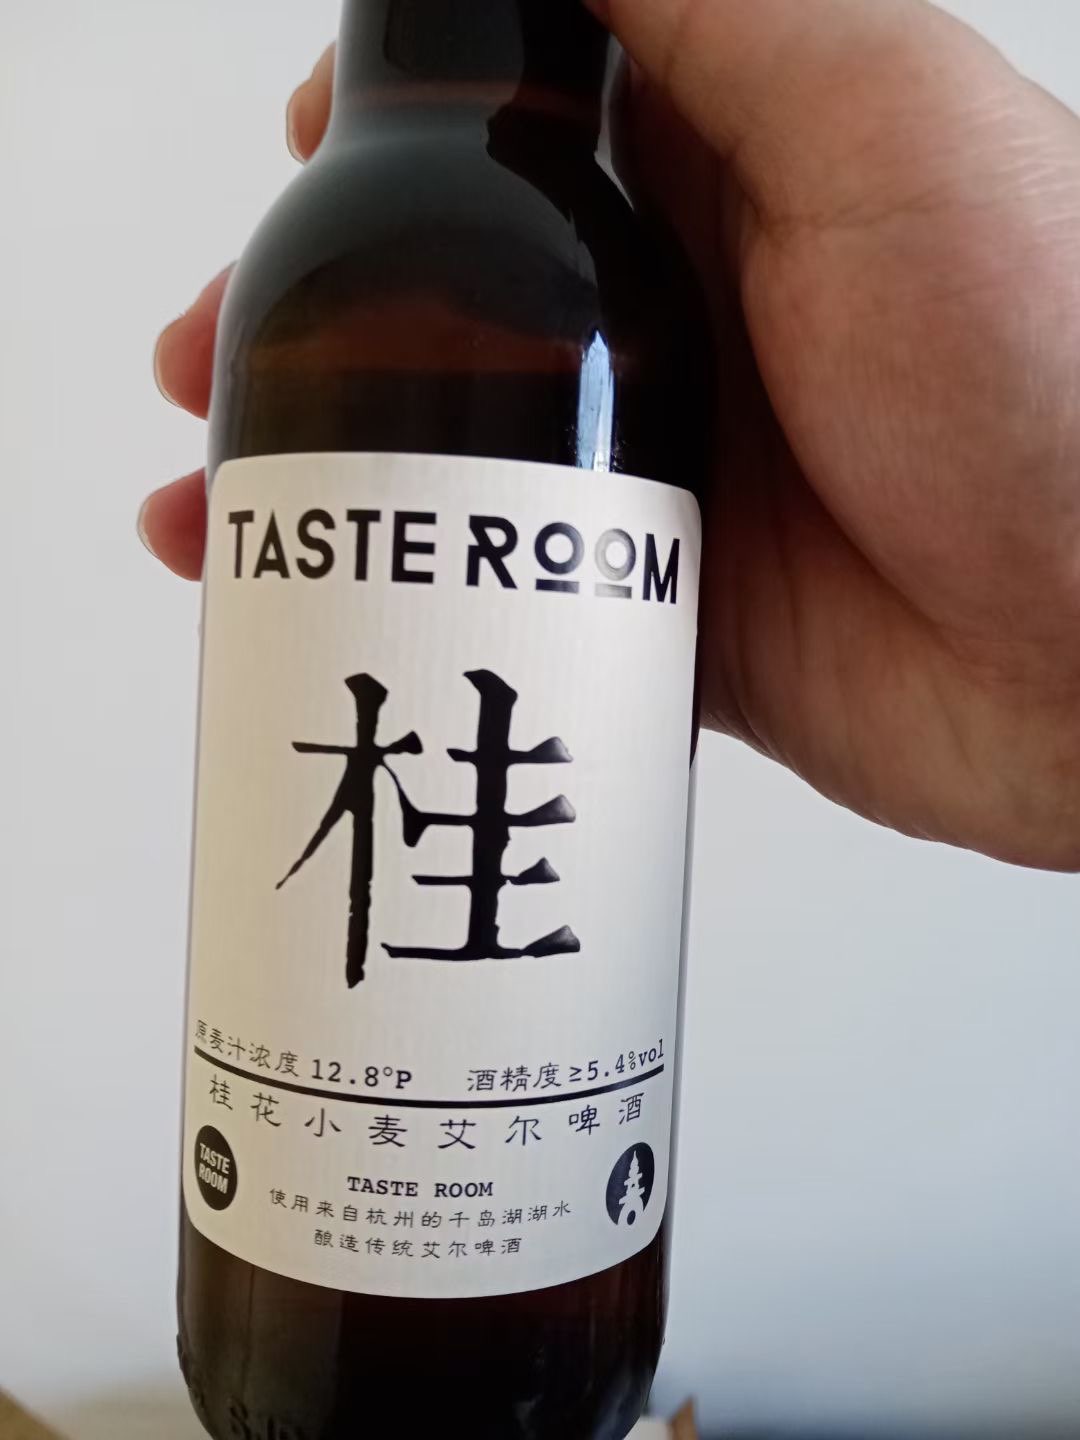 TASTE ROOM
桂
原麦汁浓度 12.8°P 酒精度≥5.4%vol
桂花小麦艾尔啤酒
TASTE
ROOM
TASTE ROOM
使用来自杭州的千岛湖湖水
酿造传统艾尔啤酒